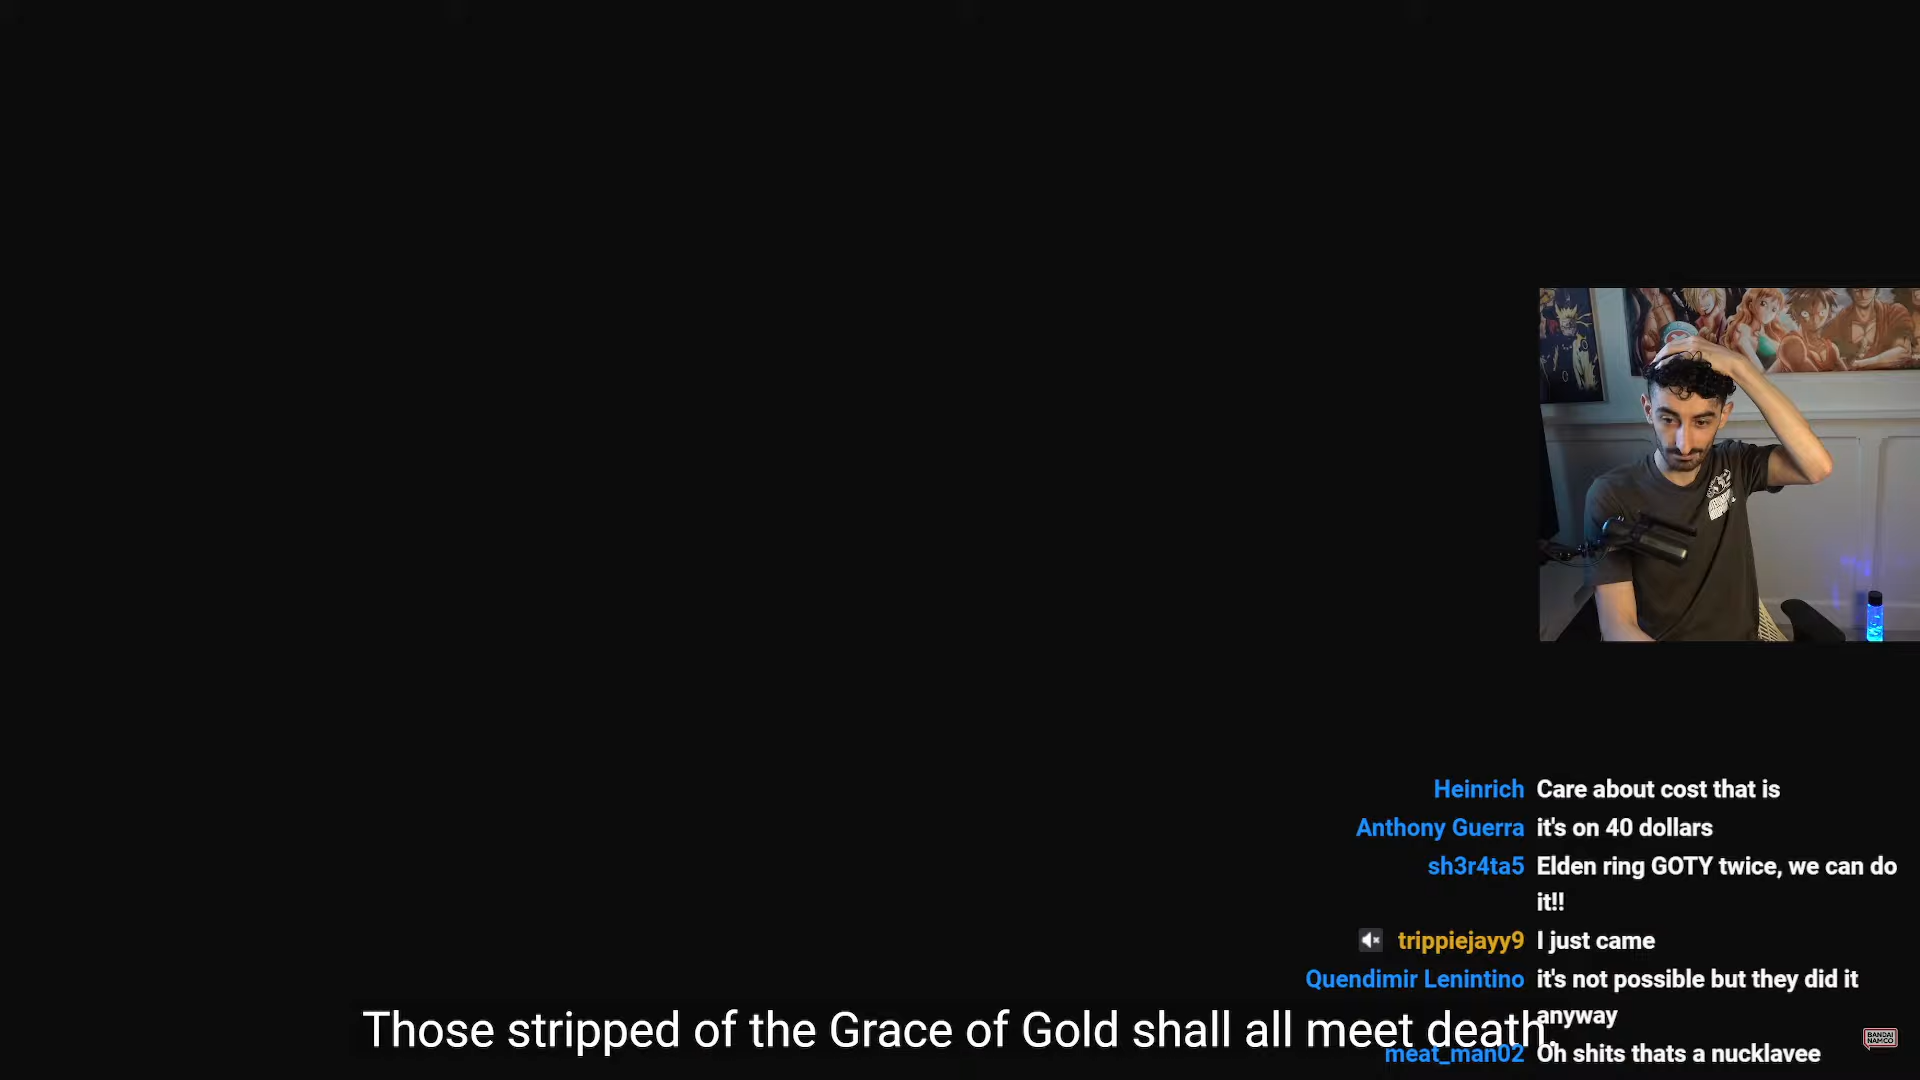 Heinrich Care about cost that is
Anthony Guerra it's on 40 dollars
sh3r4ta5 Elden ring GOTY twice, we can do
it!!
trippiejayy9 I just came
Quendimir Lenintino it's not possible but they did it
anyway
Those stripped of the Grace of Gold shall all meet death.
meat_man02 Oh shits thats a nucklavee
BANDAI
NAMCO